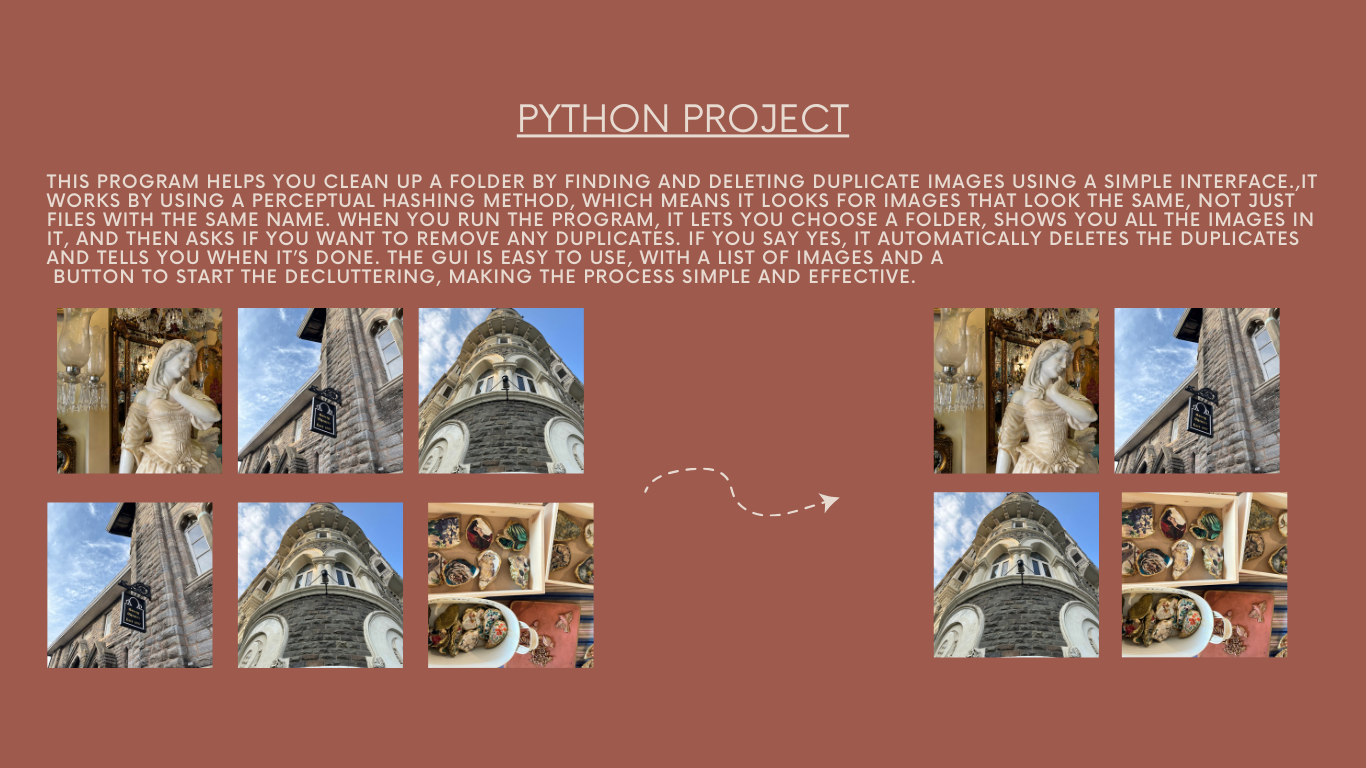 PYTHON PROJECT
THIS PROGRAM HELPS YOU CLEAN UP A FOLDER BY FINDING AND DELETING DUPLICATE IMAGES USING A SIMPLE INTERFACE.,IT
WORKS BY USING A PERCEPTUAL HASHING METHOD, WHICH MEANS IT LOOKS FOR IMAGES THAT LOOK THE SAME, NOT JUST
FILES WITH THE SAME NAME. WHEN YOU RUN THE PROGRAM, IT LETS YOU CHOOSE A FOLDER, SHOWS YOU ALL THE IMAGES IN
IT, AND THEN ASKS IF YOU WANT TO REMOVE ANY DUPLICATES. IF YOU SAY YES, IT AUTOMATICALLY DELETES THE DUPLICATES
AND TELLS YOU WHEN IT’S DONE. THE GUI IS EASY TO USE, WITH A LIST OF IMAGES AND A
BUTTON TO START THE DECLUTTERING, MAKING THE PROCESS SIMPLE AND EFFECTIVE.